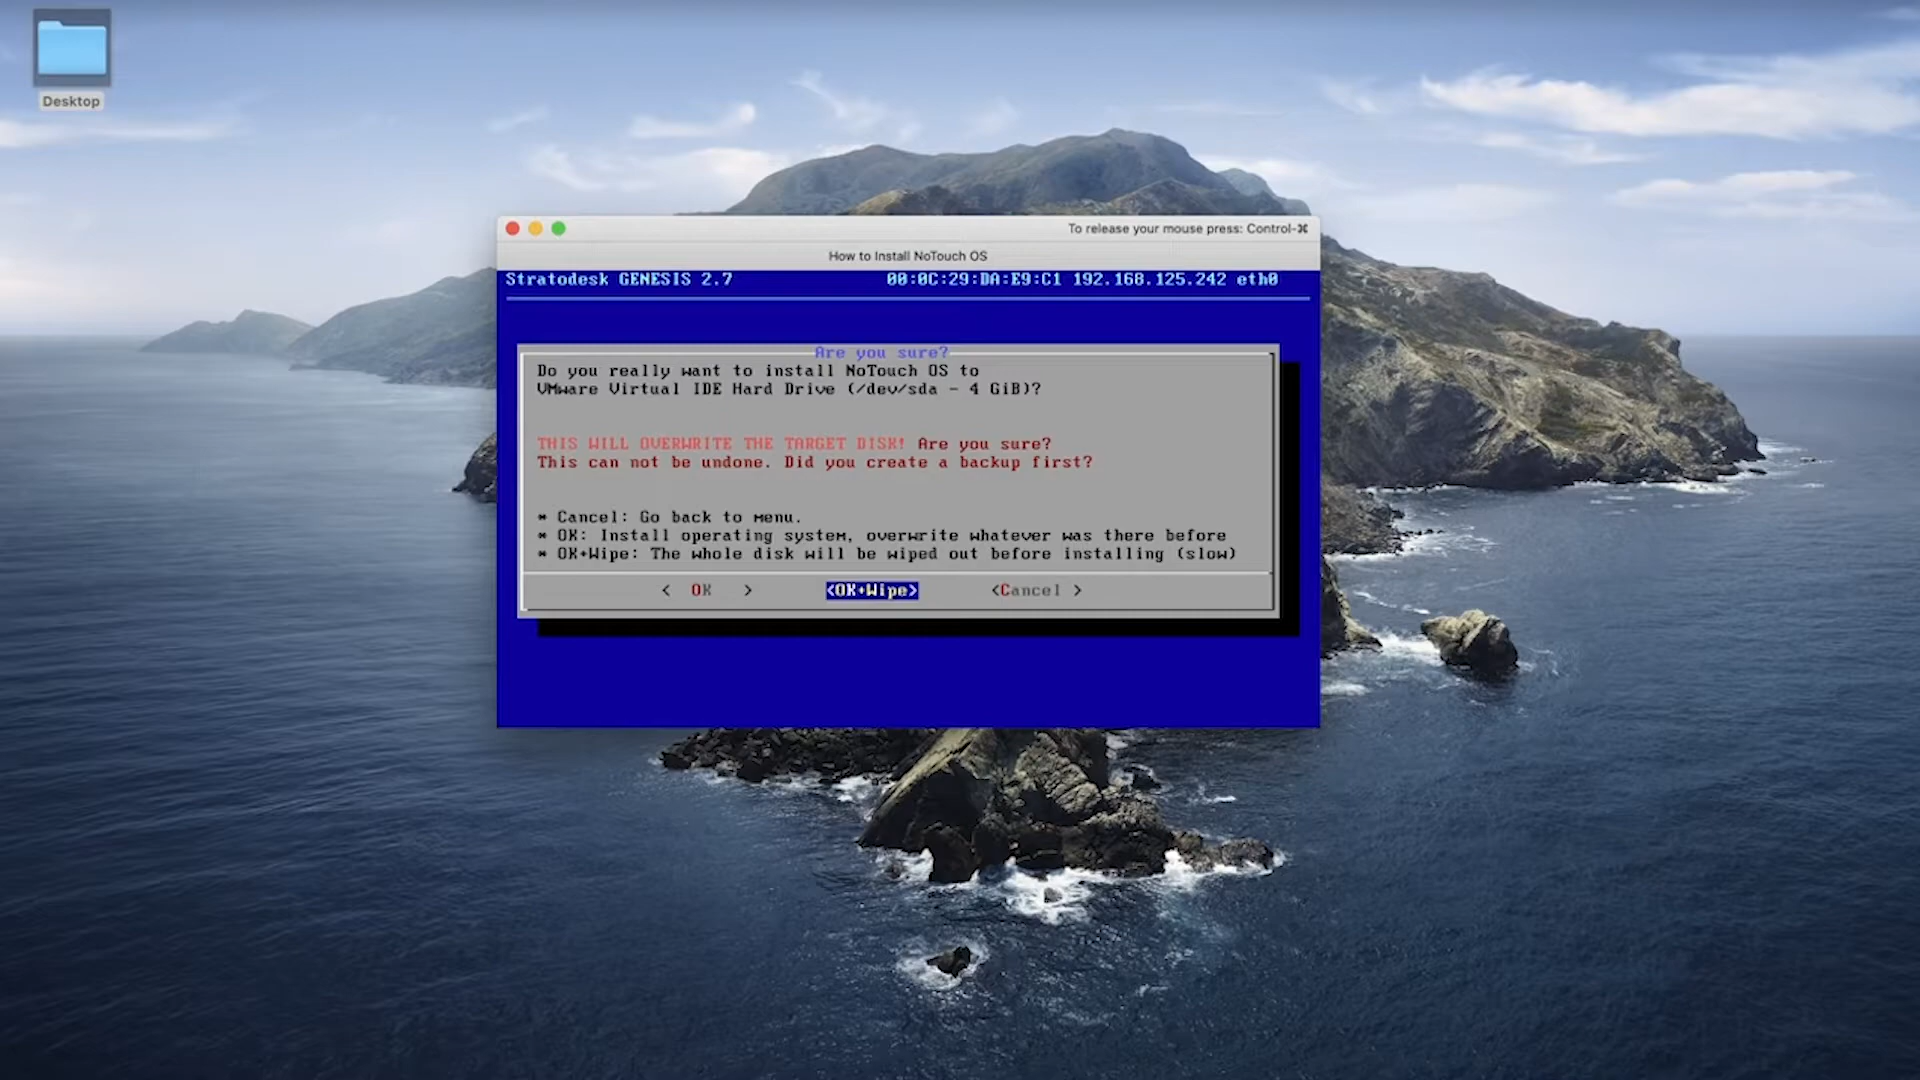 Desktop
To release your mouse press: Control-⌘
How to Install NoTouch OS
Stratodesk GENESIS 2.7 00:0C:29:DA:E9:C1 192.168.125.242 eth0
Are you sure?
Do you really want to install NoTouch OS to
VMware Virtual IDE Hard Drive (/dev/sda - 4 GiB)?
THIS WILL OVERWRITE THE TARGET DISK! Are you sure?
This can not be undone. Did you create a backup first?
* Cancel: Go back to menu.
* OK: Install operating system, overwrite whatever was there before
* OK+Wipe: The whole disk will be wiped out before installing (slow)
< OK > <OK+Wipe> <Cancel >